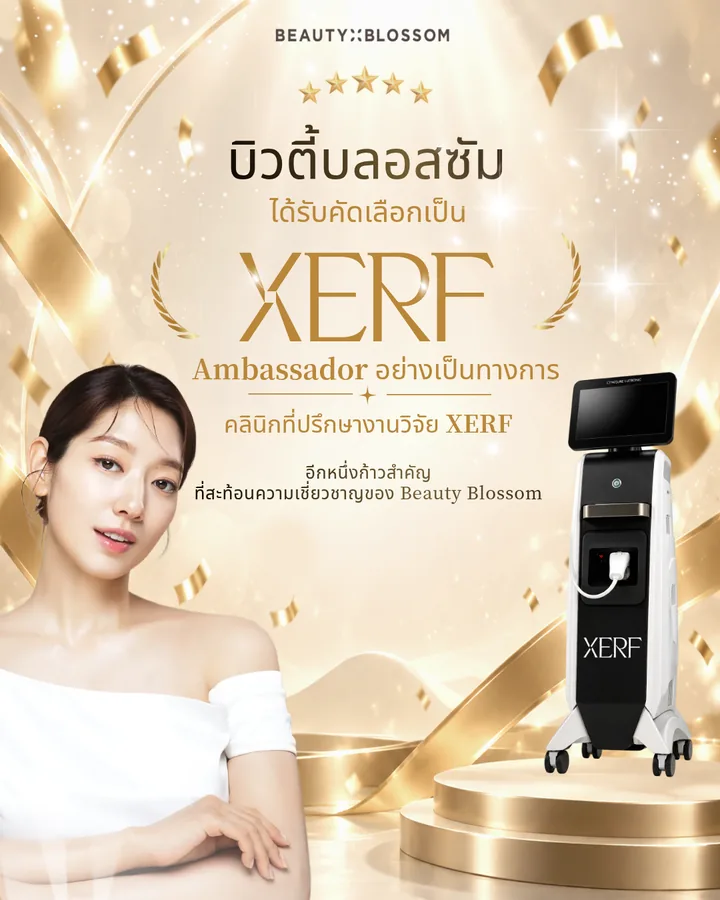 BEAUTY BLOSSOM
บิวตี้บลอสซัม
ได้รับคัดเลือกเป็น
XERF
Ambassador อย่างเป็นทางการ
คลินิกที่ปรึกษางานวิจัย XERF
อีกหนึ่งก้าวสำคัญ
ที่สะท้อนความเชี่ยวชาญของ Beauty Blossom
XERF